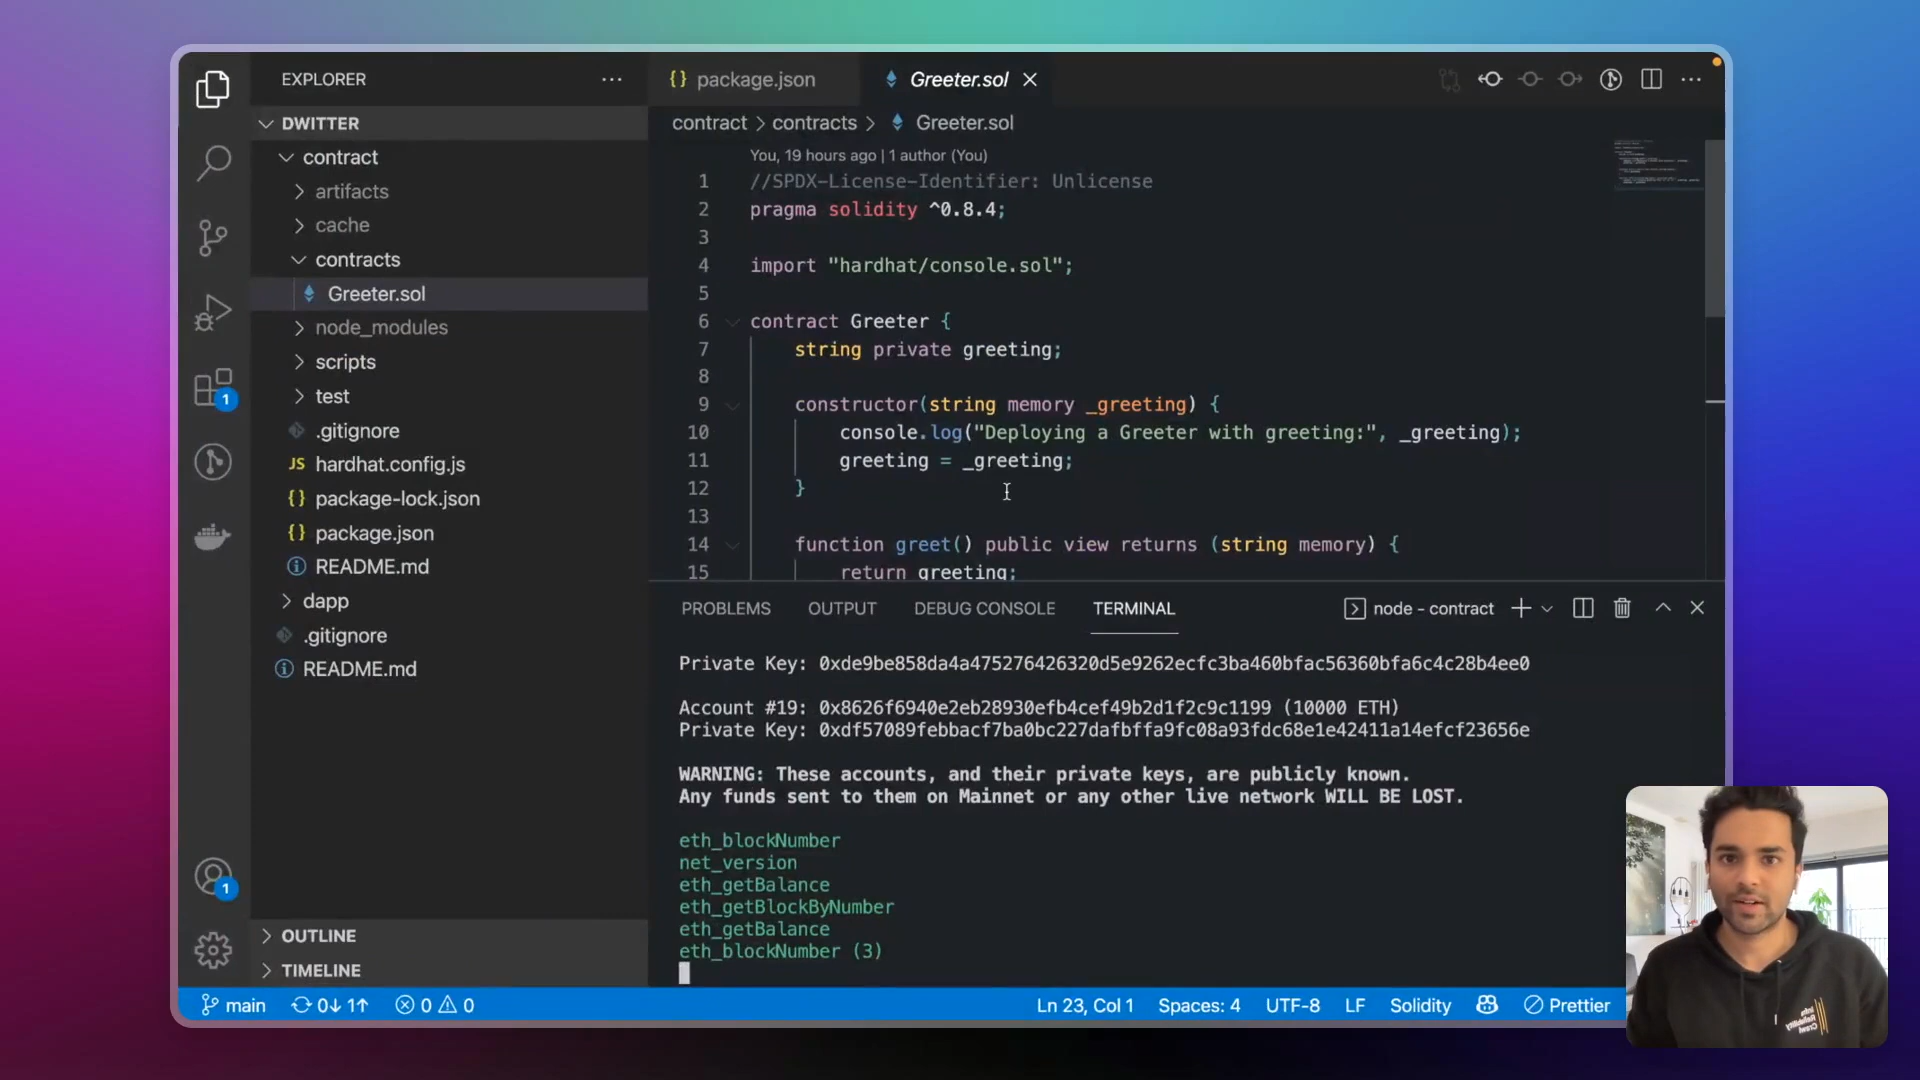 EXPLORER
DWITTER
contract
artifacts
cache
contracts
Greeter.sol
node_modules
scripts
test
.gitignore
JS hardhat.config.js
{} package-lock.json
{} package.json
README.md
dapp
.gitignore
README.md
OUTLINE
TIMELINE
1
1
{} package.json
Greeter.sol
contract > contracts > Greeter.sol
You, 19 hours ago | 1 author (You)
1 //SPDX-License-Identifier: Unlicense
2 pragma solidity ^0.8.4;
3
4 import "hardhat/console.sol";
5
6 contract Greeter {
7 string private greeting;
8
9 constructor(string memory _greeting) {
10 console.log("Deploying a Greeter with greeting:", _greeting);
11 greeting = _greeting;
12 }
13
14 function greet() public view returns (string memory) {
15 return greeting;
PROBLEMS OUTPUT DEBUG CONSOLE TERMINAL node - contract
Private Key: 0xde9be858da4a475276426320d5e9262ecfc3ba460bfac56360bfa6c4c28b4ee0
Account #19: 0x8626f6940e2eb28930efb4cef49b2d1f2c9c1199 (10000 ETH)
Private Key: 0xdf57089febbacf7ba0bc227dafbffa9fc08a93fdc68e1e42411a14efcf23656e
WARNING: These accounts, and their private keys, are publicly known.
Any funds sent to them on Mainnet or any other live network WILL BE LOST.
eth_blockNumber
net_version
eth_getBalance
eth_getBlockByNumber
eth_getBalance
eth_blockNumber (3)
main 0↓ 1↑ 0 0 Ln 23, Col 1 Spaces: 4 UTF-8 LF Solidity Prettier